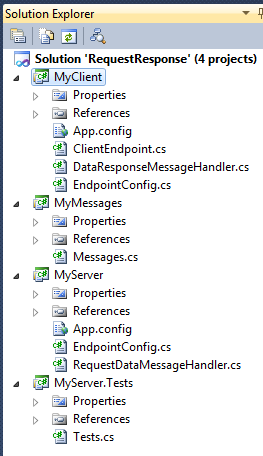 Solution Explorer
Solution 'RequestResponse' (4 projects)
MyClient
Properties
References
App.config
ClientEndpoint.cs
DataResponseMessageHandler.cs
EndpointConfig.cs
MyMessages
Properties
References
Messages.cs
MyServer
Properties
References
App.config
EndpointConfig.cs
RequestDataMessageHandler.cs
MyServer.Tests
Properties
References
Tests.cs